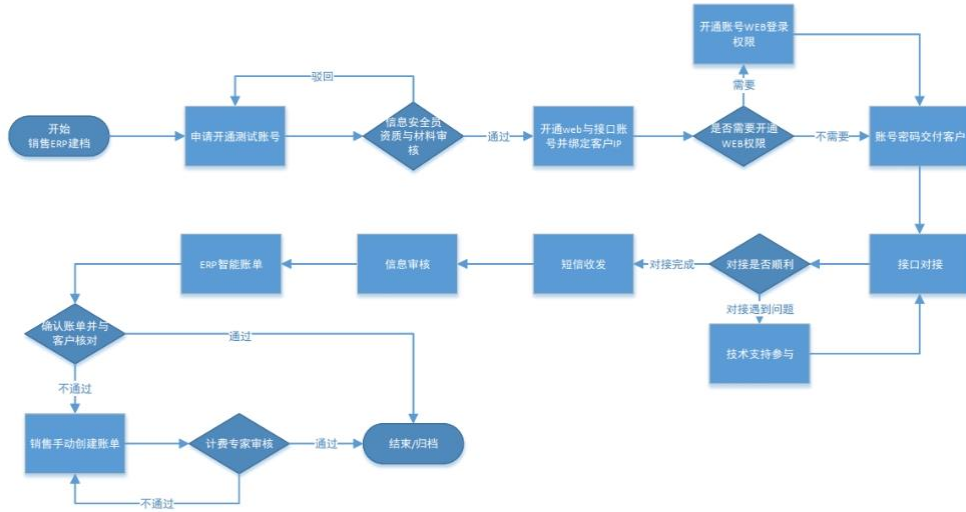 开通账号WEB登录
权限
驳回
需要
开始
销售ERP建档
申请开通测试账号
信息安全员
资质与材料审
核
通过
开通web与接口账
号并绑定客户IP
是否需要开通
WEB权限
不需要
账号密码交付客户
ERP智能账单
信息审核
短信收发
对接完成
对接是否顺利
接口对接
对接遇到问题
技术支持参与
确认账单并与
客户核对
通过
不通过
销售手动创建账单
计费专家审核
通过
结束/归档
不通过